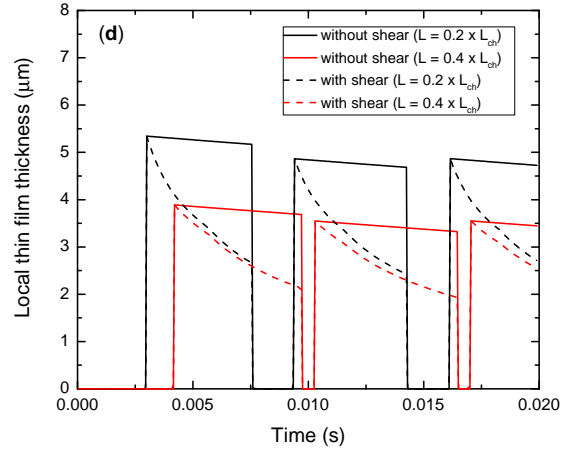 (d)
without shear (L = 0.2 x Lch)
without shear (L = 0.4 x Lch)
with shear (L = 0.2 x Lch)
with shear (L = 0.4 x Lch)
Local thin film thickness (μm)
8
7
6
5
4
3
2
1
0
0.000 0.005 0.010 0.015 0.020
Time (s)